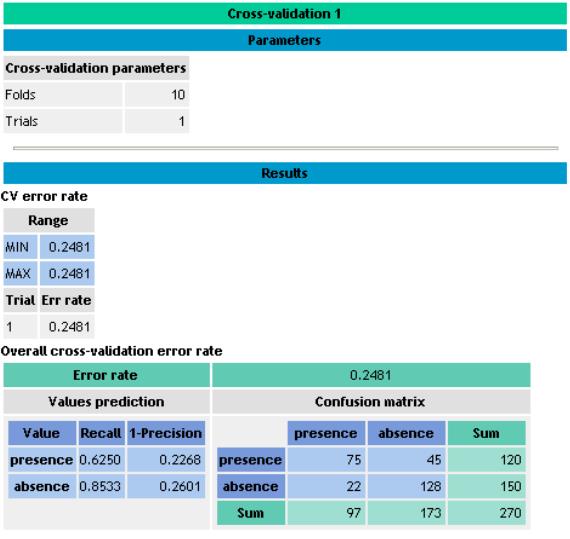 Cross-validation 1
Parameters
Cross-validation parameters
Folds 10
Trials 1
Results
CV error rate
Range
MIN 0.2481
MAX 0.2481
Trial Err rate
1 0.2481
Overall cross-validation error rate
Error rate 0.2481
Values prediction Confusion matrix
Value Recall 1-Precision presence absence Sum
presence 0.6250 0.2268 presence 75 45 120
absence 0.8533 0.2601 absence 22 128 150
Sum 97 173 270